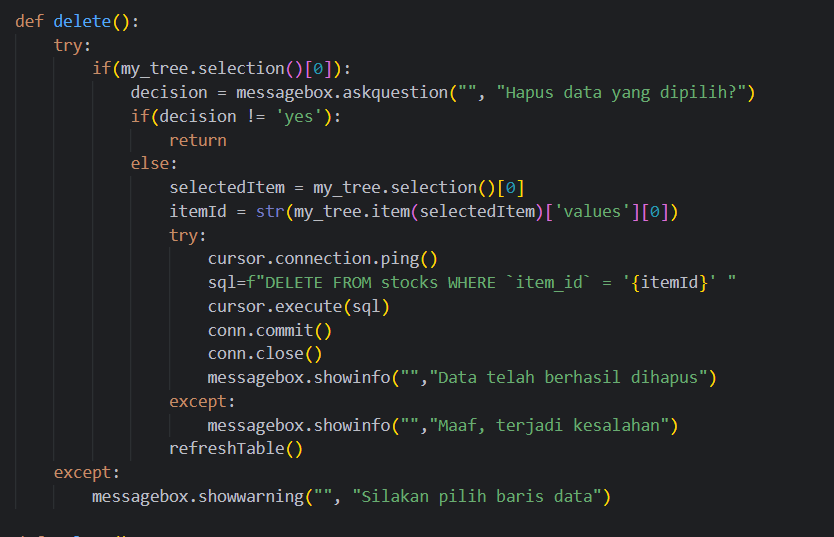 def delete():
    try:
        if(my_tree.selection()[0]):
            decision = messagebox.askquestion("", "Hapus data yang dipilih?")
            if(decision != 'yes'):
                return
            else:
                selectedItem = my_tree.selection()[0]
                itemId = str(my_tree.item(selectedItem)['values'][0])
                try:
                    cursor.connection.ping()
                    sql=f"DELETE FROM stocks WHERE `item_id` = '{itemId}' "
                    cursor.execute(sql)
                    conn.commit()
                    conn.close()
                    messagebox.showinfo("","Data telah berhasil dihapus")
                except:
                    messagebox.showinfo("","Maaf, terjadi kesalahan")
                refreshTable()
    except:
        messagebox.showwarning("", "Silakan pilih baris data")